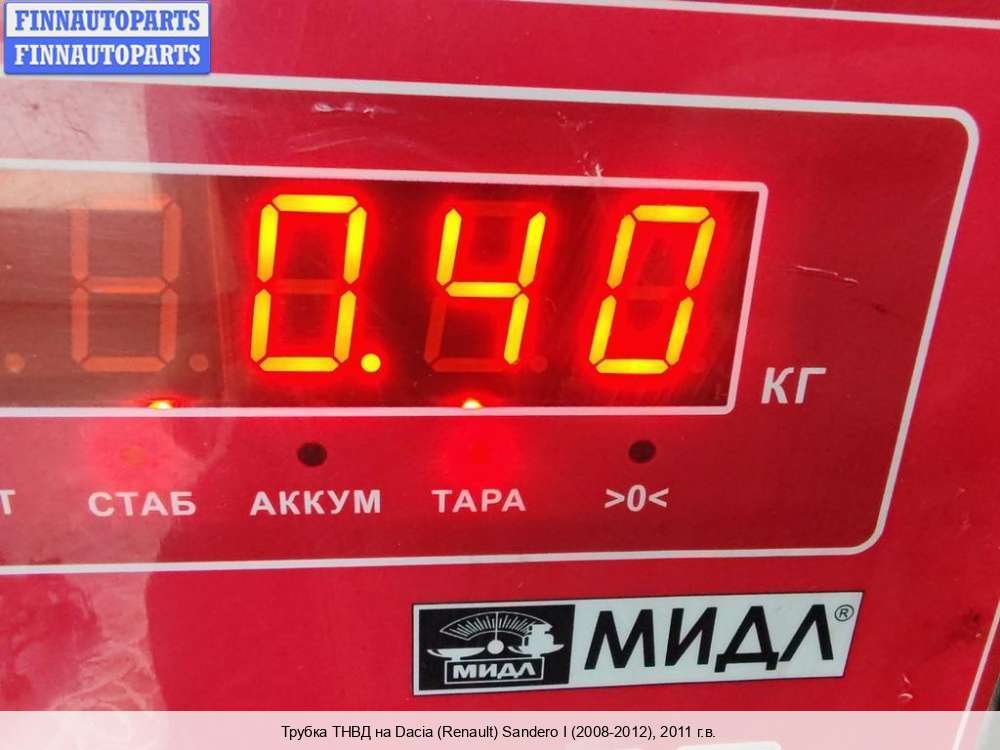 FINNAUTOPARTS
FINNAUTOPARTS
0.40
КГ
СТАБ АККУМ ТАРА >0<
МИДЛ
МИДЛ®
Трубка ТНВД на Dacia (Renault) Sandero I (2008-2012), 2011 г.в.